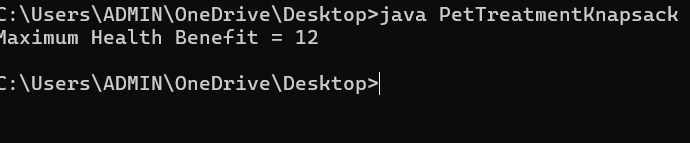 C:\Users\ADMIN\OneDrive\Desktop>java PetTreatmentKnapsack
Maximum Health Benefit = 12
C:\Users\ADMIN\OneDrive\Desktop>